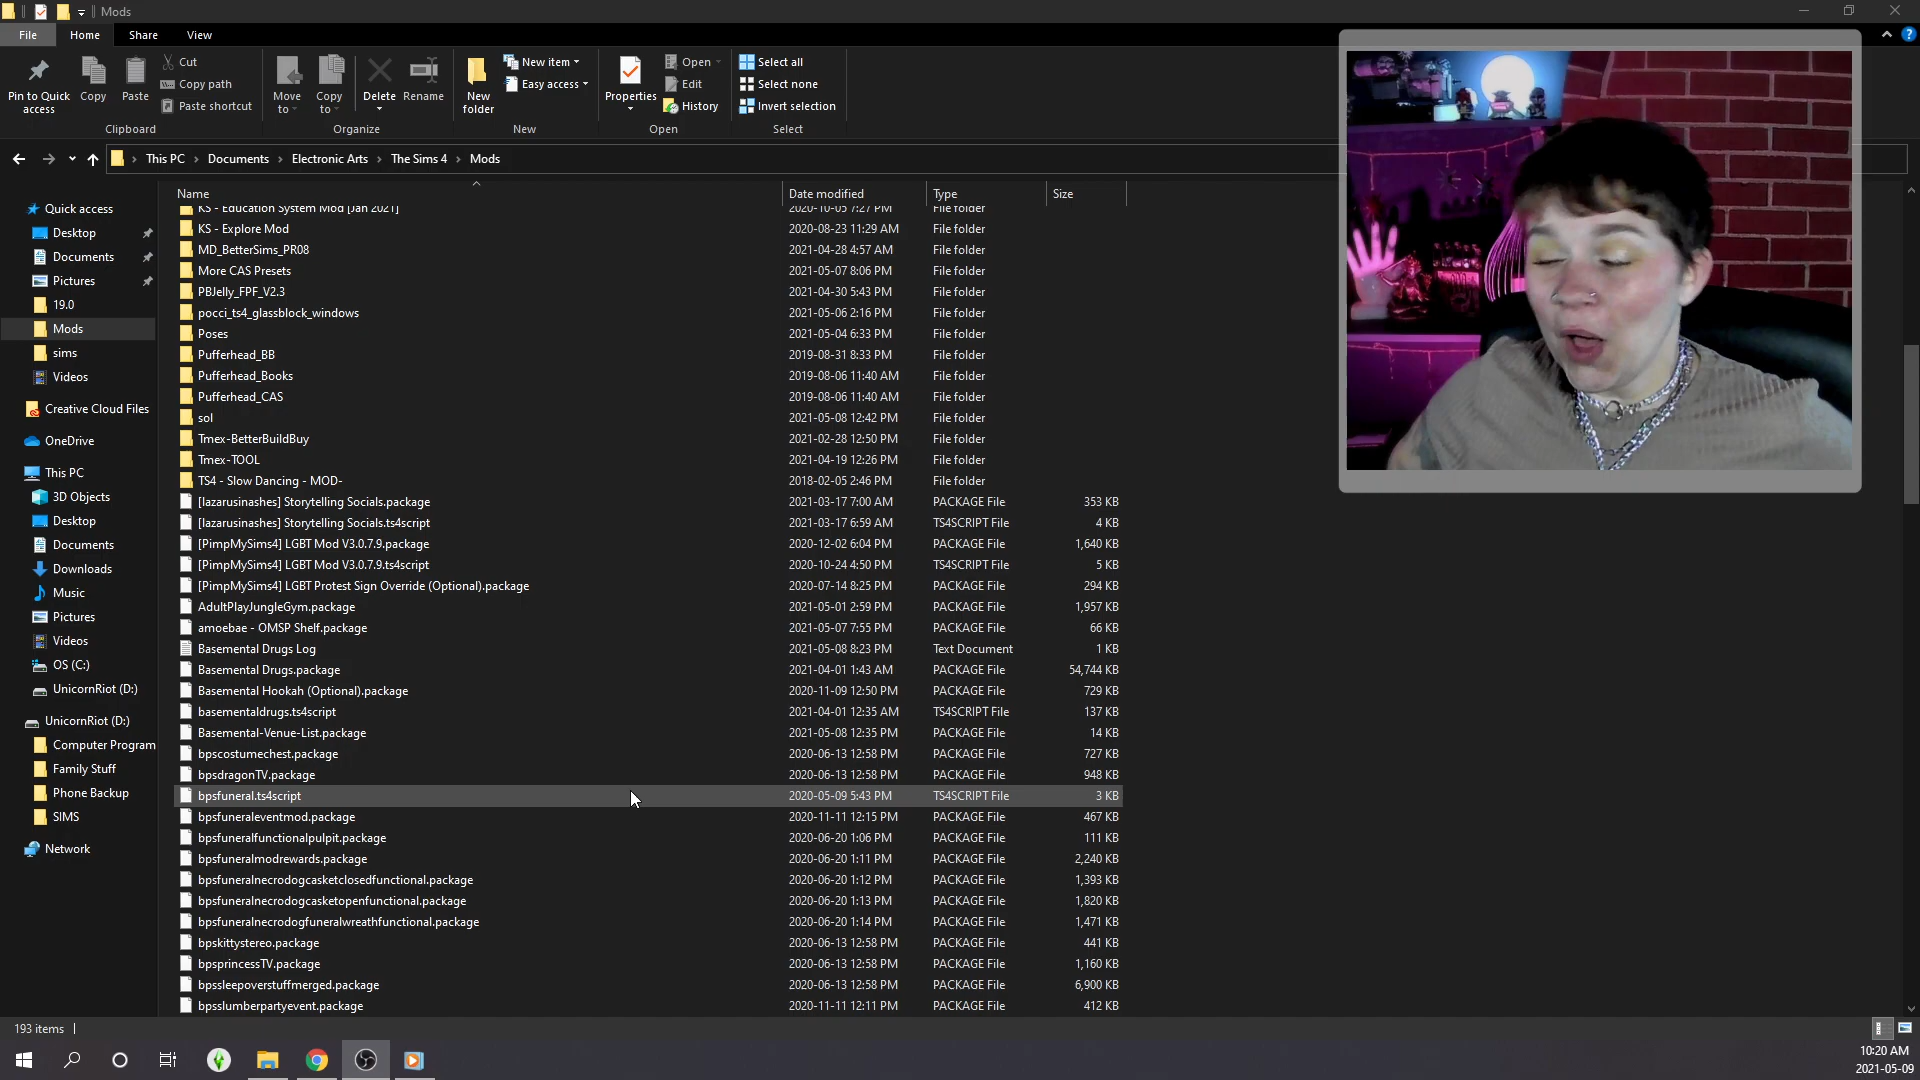 Mods
File Home Share View
Pin to Quick access
Copy
Paste
Cut
Copy path
Paste shortcut
Clipboard
Move to
Copy to
Delete
Rename
Organize
New folder
New item
Easy access
New
Properties
Open
Edit
History
Open
Select all
Select none
Invert selection
Select
This PC > Documents > Electronic Arts > The Sims 4 > Mods
Quick access
Desktop
Documents
Pictures
19.0
Mods
sims
Videos
Creative Cloud Files
OneDrive
This PC
3D Objects
Desktop
Documents
Downloads
Music
Pictures
Videos
OS (C:)
UnicornRiot (D:)
UnicornRiot (D:)
Computer Program
Family Stuff
Phone Backup
SIMS
Network
Name Date modified Type Size
KS - Education System Mod [Jan 2021] 2020-10-05 7:27 PM File folder
KS - Explore Mod 2020-08-23 11:29 AM File folder
MD_BetterSims_PR08 2021-04-28 4:57 AM File folder
More CAS Presets 2021-05-07 8:06 PM File folder
PBJelly_FPF_V2.3 2021-04-30 5:43 PM File folder
pocci_ts4_glassblock_windows 2021-05-06 2:16 PM File folder
Poses 2021-05-04 6:33 PM File folder
Pufferhead_BB 2019-08-31 8:33 PM File folder
Pufferhead_Books 2019-08-06 11:40 AM File folder
Pufferhead_CAS 2019-08-06 11:40 AM File folder
sol 2021-05-08 12:42 PM File folder
Tmex-BetterBuildBuy 2021-02-28 12:50 PM File folder
Tmex-TOOL 2021-04-19 12:26 PM File folder
TS4 - Slow Dancing - MOD- 2018-02-05 2:46 PM File folder
[lazarusinashes] Storytelling Socials.package 2021-03-17 7:00 AM PACKAGE File 353 KB
[lazarusinashes] Storytelling Socials.ts4script 2021-03-17 6:59 AM TS4SCRIPT File 4 KB
[PimpMySims4] LGBT Mod V3.0.7.9.package 2020-12-02 6:04 PM PACKAGE File 1,640 KB
[PimpMySims4] LGBT Mod V3.0.7.9.ts4script 2020-10-24 4:50 PM TS4SCRIPT File 5 KB
[PimpMySims4] LGBT Protest Sign Override (Optional).package 2020-07-14 8:25 PM PACKAGE File 294 KB
AdultPlayJungleGym.package 2021-05-01 2:59 PM PACKAGE File 1,957 KB
amoebae - OMSP Shelf.package 2021-05-07 7:55 PM PACKAGE File 66 KB
Basemental Drugs Log 2021-05-08 8:23 PM Text Document 1 KB
Basemental Drugs.package 2021-04-01 1:43 AM PACKAGE File 54,744 KB
Basemental Hookah (Optional).package 2020-11-09 12:50 PM PACKAGE File 729 KB
basementaldrugs.ts4script 2021-04-01 12:35 AM TS4SCRIPT File 137 KB
Basemental-Venue-List.package 2021-05-08 12:35 PM PACKAGE File 14 KB
bpscostumechest.package 2020-06-13 12:58 PM PACKAGE File 727 KB
bpsdragonTV.package 2020-06-13 12:58 PM PACKAGE File 948 KB
bpsfuneral.ts4script 2020-05-09 5:43 PM TS4SCRIPT File 3 KB
bpsfuneraleventmod.package 2020-11-11 12:15 PM PACKAGE File 467 KB
bpsfuneralfunctionalpulpit.package 2020-06-20 1:06 PM PACKAGE File 111 KB
bpsfuneralmodrewards.package 2020-06-20 1:11 PM PACKAGE File 2,240 KB
bpsfuneralnecrodogcasketclosedfunctional.package 2020-06-20 1:12 PM PACKAGE File 1,393 KB
bpsfuneralnecrodogcasketopenfunctional.package 2020-06-20 1:13 PM PACKAGE File 1,820 KB
bpsfuneralnecrodogfuneralwreathfunctional.package 2020-06-20 1:14 PM PACKAGE File 1,471 KB
bpskittystereo.package 2020-06-13 12:58 PM PACKAGE File 441 KB
bpsprincessTV.package 2020-06-13 12:58 PM PACKAGE File 1,160 KB
bpssleepoverstuffmerged.package 2020-06-13 12:58 PM PACKAGE File 6,900 KB
bpsslumberpartyevent.package 2020-11-11 12:11 PM PACKAGE File 412 KB
193 items
10:20 AM
2021-05-09